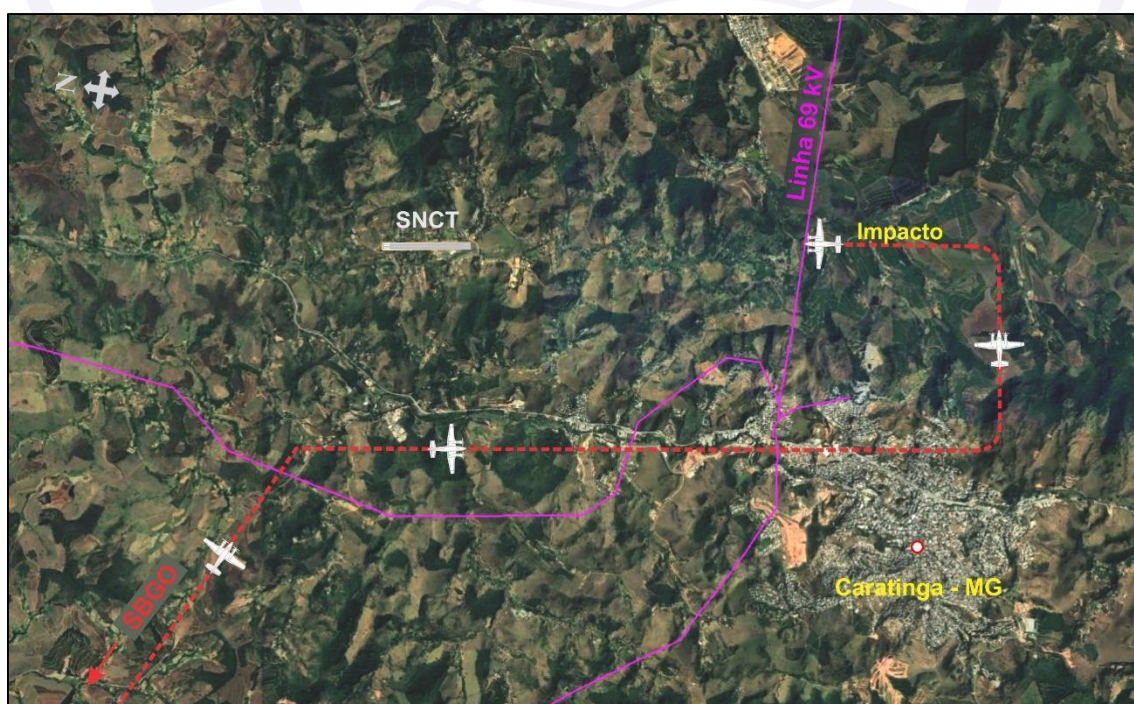 N
Linha 69 kV
SNCT
Impacto
SBGO
Caratinga - MG